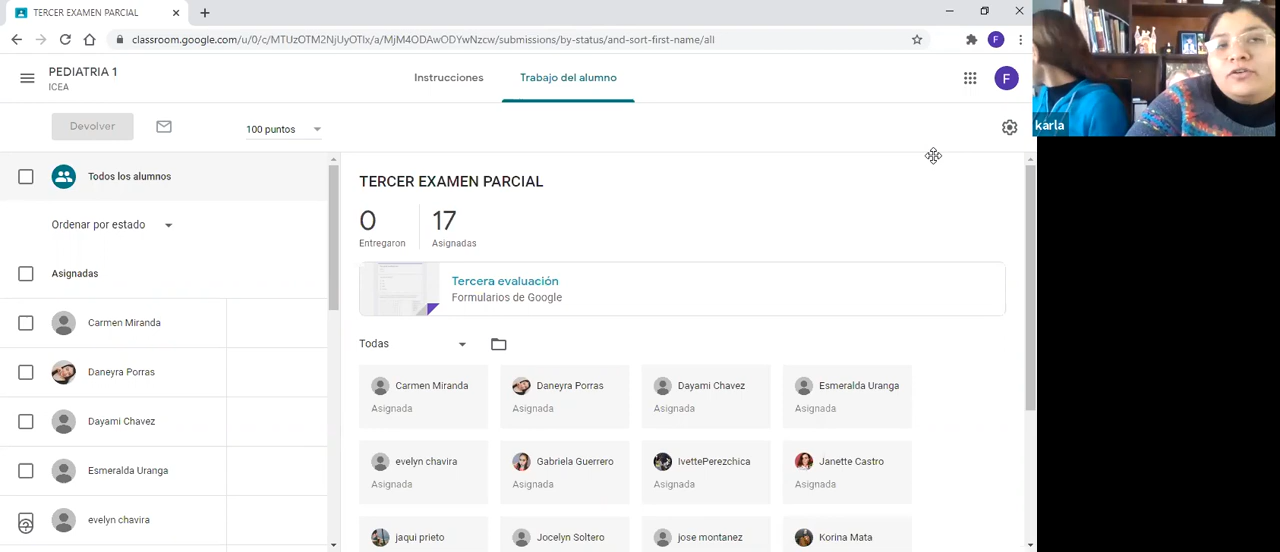 TERCER EXAMEN PARCIAL
classroom.google.com/u/0/c/MTUzOTM2NjUyOTIx/a/MjM4ODAwODYwNzcw/submissions/by-status/and-sort-first-name/all
F
PEDIATRIA 1
ICEA
Instrucciones
Trabajo del alumno
F
karla
Devolver
100 puntos
Todos los alumnos
Ordenar por estado
Asignadas
Carmen Miranda
Daneyra Porras
Dayami Chavez
Esmeralda Uranga
evelyn chavira
TERCER EXAMEN PARCIAL
0
Entregaron
17
Asignadas
Tercera evaluación
Formularios de Google
Todas
Carmen Miranda
Asignada
Daneyra Porras
Asignada
Dayami Chavez
Asignada
Esmeralda Uranga
Asignada
evelyn chavira
Asignada
Gabriela Guerrero
Asignada
IvettePerezchica
Asignada
Janette Castro
Asignada
jaqui prieto
Jocelyn Soltero
jose montanez
Korina Mata